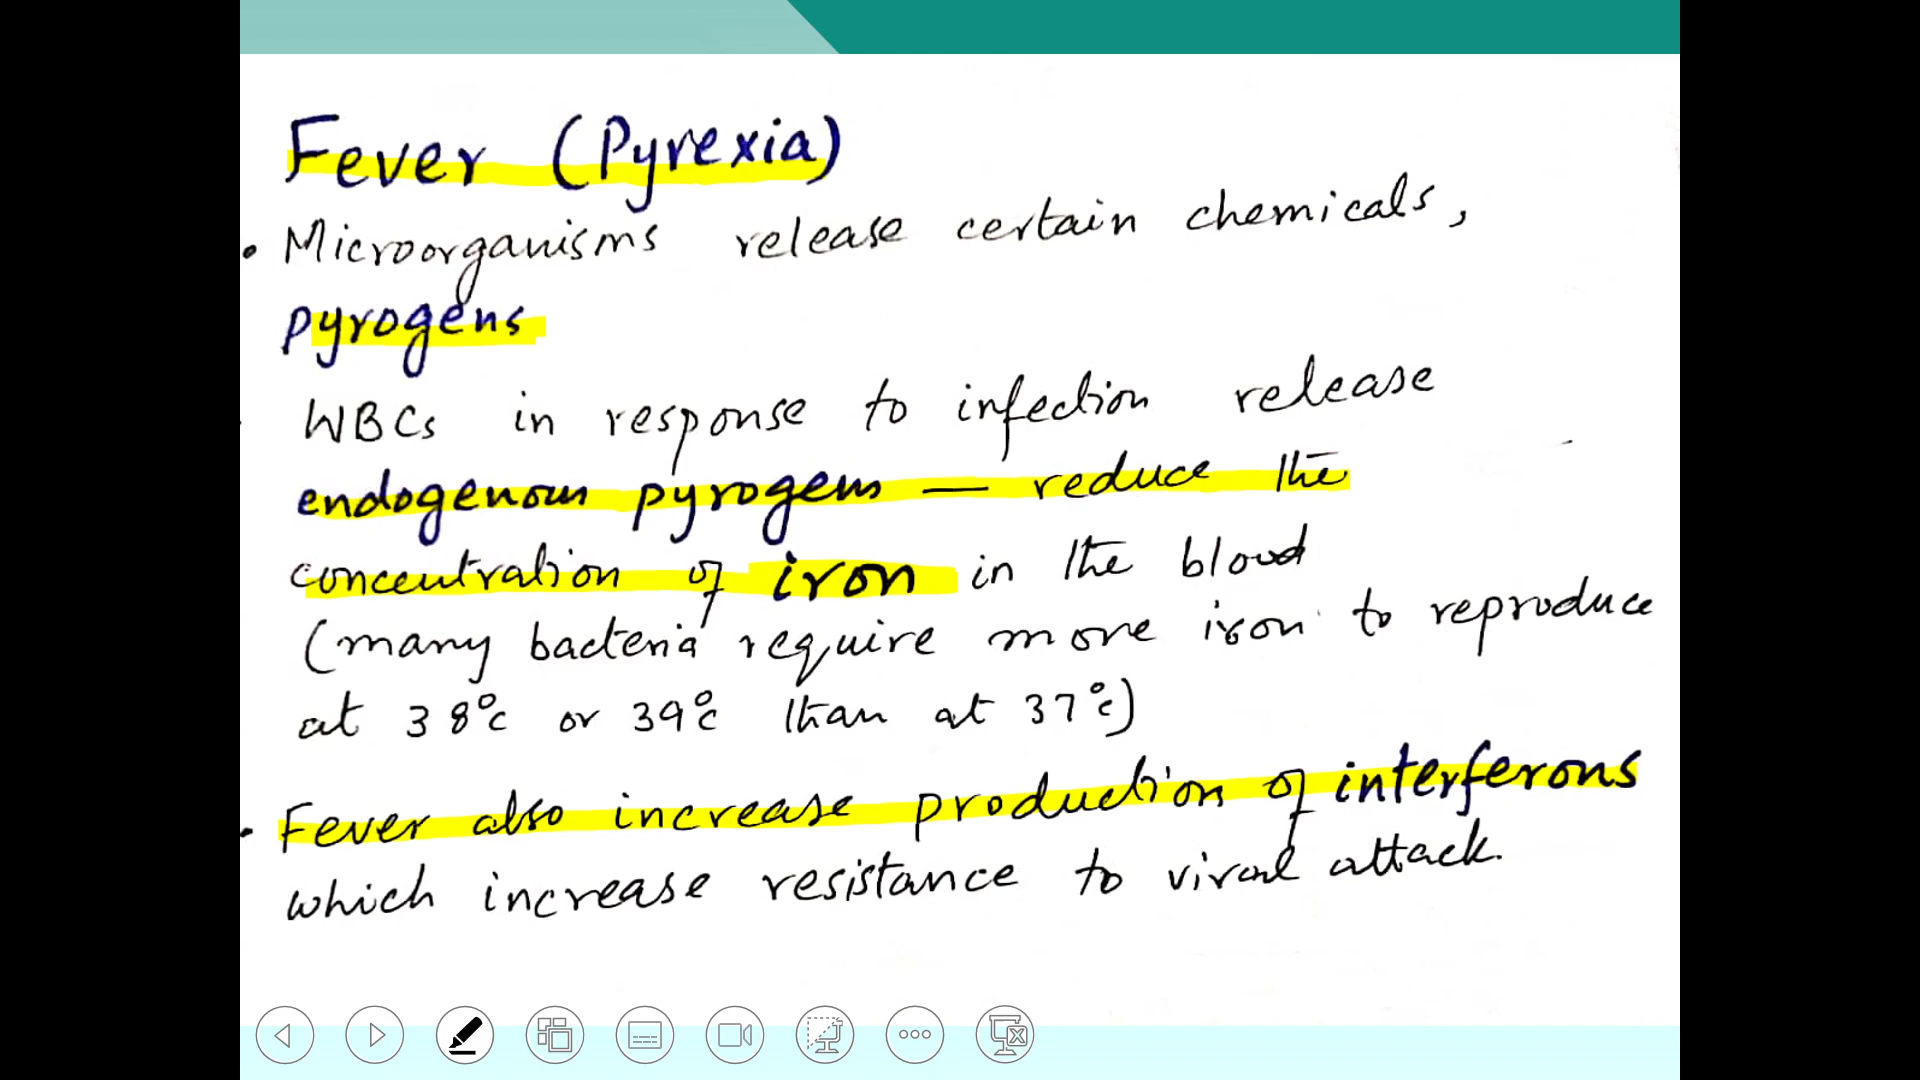 Fever (Pyrexia)
• Microorganisms release certain chemicals,
pyrogens
WBCs in response to infection release
endogenous pyrogens — reduce the
concentration of iron in the blood
(many bacteria require more iron to reproduce
at 38°c or 39°c than at 37°c)
• Fever also increase production of interferons
which increase resistance to viral attack.